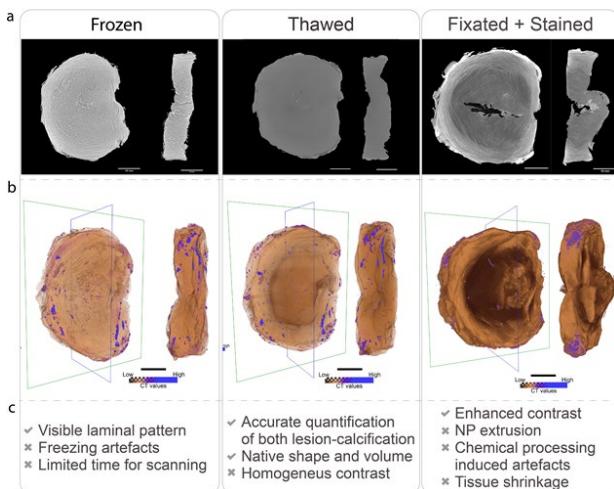 a
Frozen
Thawed
Fixated + Stained
b
Low High
CT values
Low High
CT values
Low High
CT values
c
✓ Visible laminal pattern
✖ Freezing artefacts
✖ Limited time for scanning
✓ Accurate quantification
of both lesion-calcification
✓ Native shape and volume
✖ Homogneus contrast
✓ Enhanced contrast
✖ NP extrusion
✖ Chemical processing
induced artefacts
✖ Tissue shrinkage